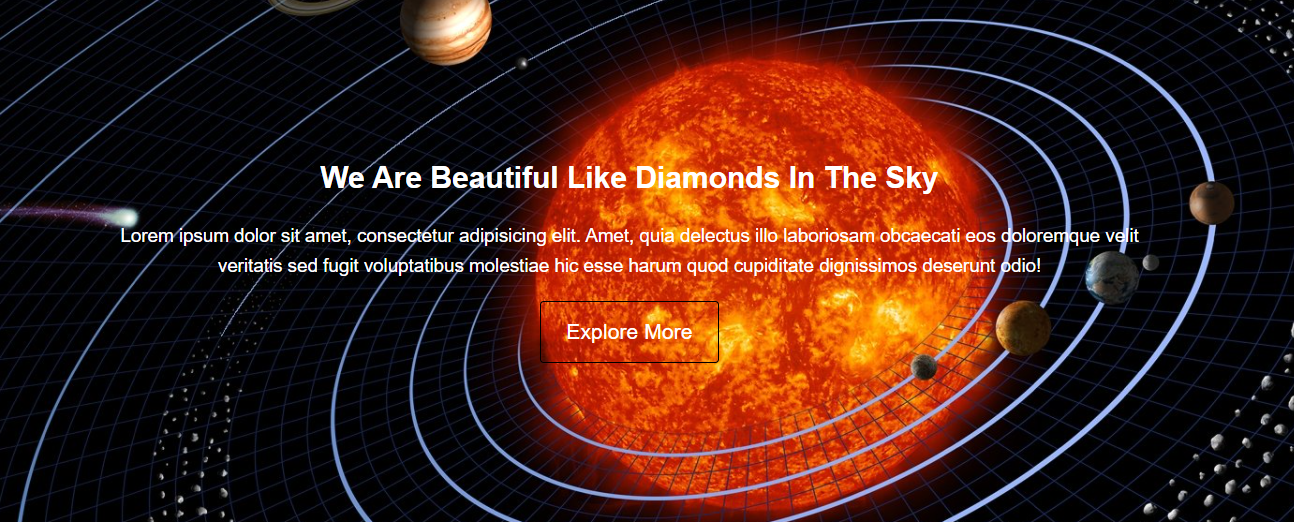 We Are Beautiful Like Diamonds In The Sky
Lorem ipsum dolor sit amet, consectetur adipisicing elit. Amet, quia delectus illo laboriosam obcaecati eos doloremque velit
veritatis sed fugit voluptatibus molestiae hic esse harum quod cupiditate dignissimos deserunt odio!
Explore More